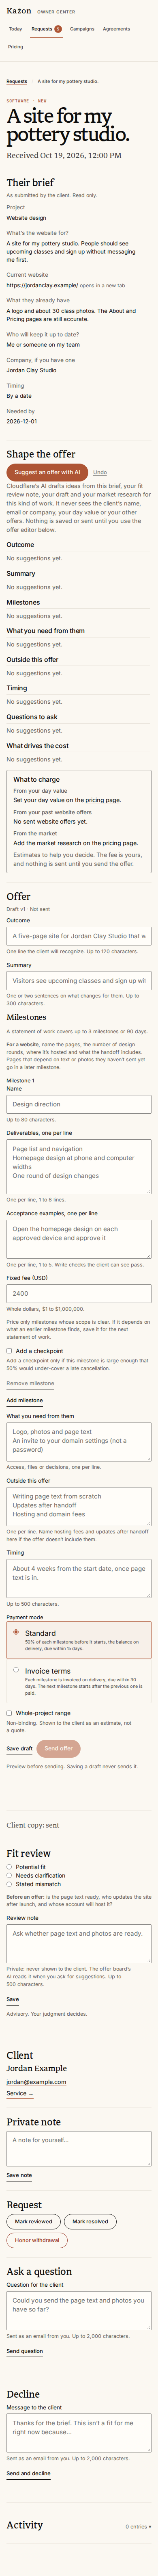 Kazon OWNER CENTER
Today Requests 6 Campaigns Agreements
Pricing
Requests A site for my pottery studio.
SOFTWARE · NEW
A site for my
pottery studio.
Received Oct 19, 2026, 12:00 PM
Their brief
As submitted by the client. Read only.
Project
Website design
What's the website for?
A site for my pottery studio. People should see
upcoming classes and sign up without messaging
me first.
Current website
https://jordanclay.example/ opens in a new tab
What they already have
A logo and about 30 class photos. The About and
Pricing pages are still accurate.
Who will keep it up to date?
Me or someone on my team
Company, if you have one
Jordan Clay Studio
Timing
By a date
Needed by
2026-12-01
Shape the offer
Suggest an offer with AI Undo
Cloudflare's AI drafts ideas from this brief, your fit
review note, your draft and your market research for
this kind of work. It never sees the client's name,
email or company, your day value or your other
offers. Nothing is saved or sent until you use the
offer editor below.
Outcome
No suggestions yet.
Summary
No suggestions yet.
Milestones
No suggestions yet.
What you need from them
No suggestions yet.
Outside this offer
No suggestions yet.
Timing
No suggestions yet.
Questions to ask
No suggestions yet.
What drives the cost
No suggestions yet.
What to charge
From your day value
Set your day value on the pricing page.
From your past website offers
No sent website offers yet.
From the market
Add the market research on the pricing page.
Estimates to help you decide. The fee is yours,
and nothing is sent until you send the offer.
Offer
Draft v1 · Not sent
Outcome
A five-page site for Jordan Clay Studio that w
One line the client will recognize. Up to 120 characters.
Summary
Visitors see upcoming classes and sign up wit
One or two sentences on what changes for them. Up to
300 characters.
Milestones
A statement of work covers up to 3 milestones or 90 days.
For a website, name the pages, the number of design
rounds, where it's hosted and what the handoff includes.
Pages that depend on text or photos they haven't sent yet
go in a later milestone.
Milestone 1
Name
Design direction
Up to 80 characters.
Deliverables, one per line
Page list and navigation
Homepage design at phone and computer
widths
One round of design changes
One per line, 1 to 8 lines.
Acceptance examples, one per line
Open the homepage design on each
approved device and approve it
One per line, 1 to 5. Write checks the client can see pass.
Fixed fee (USD)
2400
Whole dollars, $1 to $1,000,000.
Price only milestones whose scope is clear. If it depends on
what an earlier milestone finds, save it for the next
statement of work.
Add a checkpoint
Add a checkpoint only if this milestone is large enough that
50% would under-cover a late cancellation.
Remove milestone
Add milestone
What you need from them
Logo, photos and page text
An invite to your domain settings (not a
password)
Access, files or decisions, one per line.
Outside this offer
Writing page text from scratch
Updates after handoff
Hosting and domain fees
One per line. Name hosting fees and updates after handoff
here if the offer doesn't include them.
Timing
About 4 weeks from the start date, once page
text is in.
Up to 500 characters.
Payment mode
Standard
50% of each milestone before it starts, the balance on
delivery, due within 15 days.
Invoice terms
Each milestone is invoiced on delivery, due within 30
days. The next milestone starts after the previous one is
paid.
Whole-project range
Non-binding. Shown to the client as an estimate, not
a quote.
Save draft Send offer
Preview before sending. Saving a draft never sends it.
Client copy: sent
Fit review
Potential fit
Needs clarification
Stated mismatch
Before an offer: is the page text ready, who updates the site
after launch, and whose account will host it?
Review note
Ask whether page text and photos are ready.
Private: never shown to the client. The offer board's
AI reads it when you ask for suggestions. Up to
500 characters.
Save
Advisory. Your judgment decides.
Client
Jordan Example
jordan@example.com
Service →
Private note
A note for yourself...
Save note
Request
Mark reviewed Mark resolved
Honor withdrawal
Ask a question
Question for the client
Could you send the page text and photos you
have so far?
Sent as an email from you. Up to 2,000 characters.
Send question
Decline
Message to the client
Thanks for the brief. This isn't a fit for me
right now because...
Sent as an email from you. Up to 2,000 characters.
Send and decline
Activity 0 entries ▾